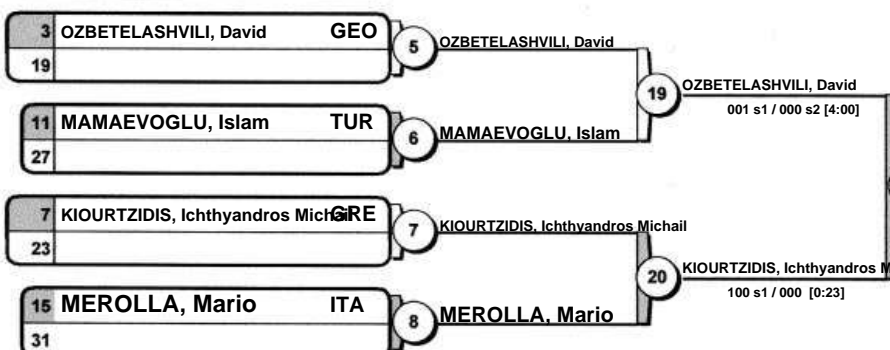 3 OZBETELASHVILI, David GEO
19
5 OZBETELASHVILI, David
11 MAMAEVOGLU, Islam TUR
27
6 MAMAEVOGLU, Islam
19 OZBETELASHVILI, David
001 s1 / 000 s2 [4:00]
7 KIOURTZIDIS, Ichthyandros Michail GRE
23
7 KIOURTZIDIS, Ichthyandros Michail
15 MEROLLA, Mario ITA
31
8 MEROLLA, Mario
20 KIOURTZIDIS, Ichthyandros M
100 s1 / 000 [0:23]